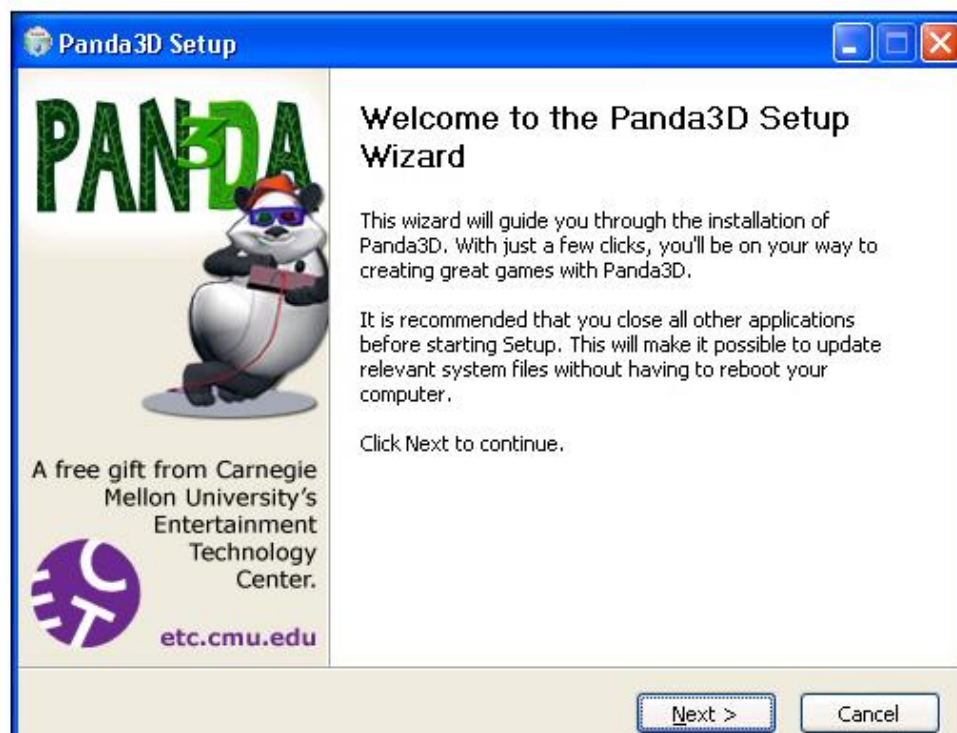 Panda3D Setup
PANDA3D
Welcome to the Panda3D Setup
Wizard
This wizard will guide you through the installation of
Panda3D. With just a few clicks, you'll be on your way to
creating great games with Panda3D.
It is recommended that you close all other applications
before starting Setup. This will make it possible to update
relevant system files without having to reboot your
computer.
Click Next to continue.
A free gift from Carnegie
Mellon University's
Entertainment
Technology
Center.
ETC
etc.cmu.edu
Next >
Cancel